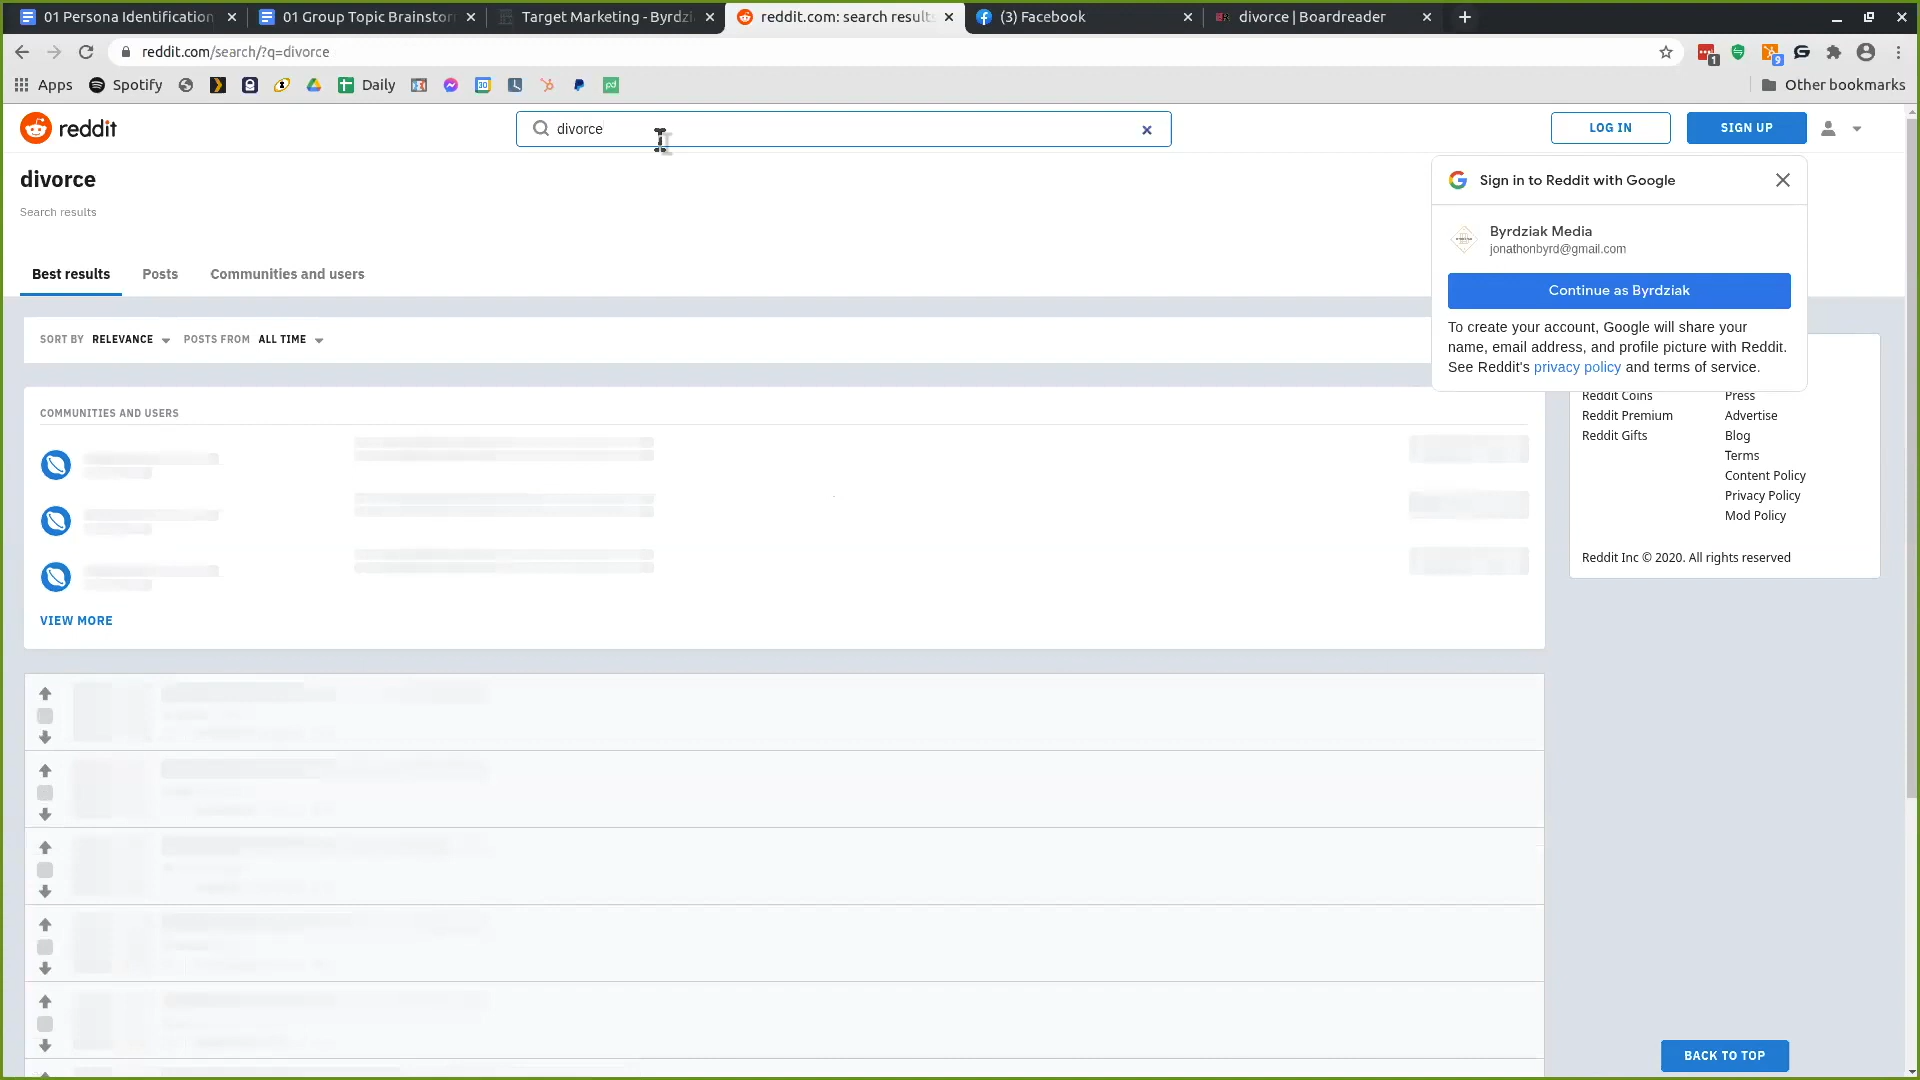 01 Persona Identification
01 Group Topic Brainstor
Target Marketing - Byrdzi
reddit.com: search results
(3) Facebook
divorce | Boardreader
reddit.com/search/?q=divorce
1
9
Apps
Spotify
30
Daily
pd
Other bookmarks
reddit
divorce
LOG IN
SIGN UP
divorce
Search results
Sign in to Reddit with Google
Byrdziak Media
jonathonbyrd@gmail.com
Continue as Byrdziak
To create your account, Google will share your
name, email address, and profile picture with Reddit.
See Reddit's privacy policy and terms of service.
Best results
Posts
Communities and users
SORT BY RELEVANCE
POSTS FROM ALL TIME
COMMUNITIES AND USERS
VIEW MORE
Reddit Coins
Reddit Premium
Reddit Gifts
Press
Advertise
Blog
Terms
Content Policy
Privacy Policy
Mod Policy
Reddit Inc © 2020. All rights reserved
BACK TO TOP